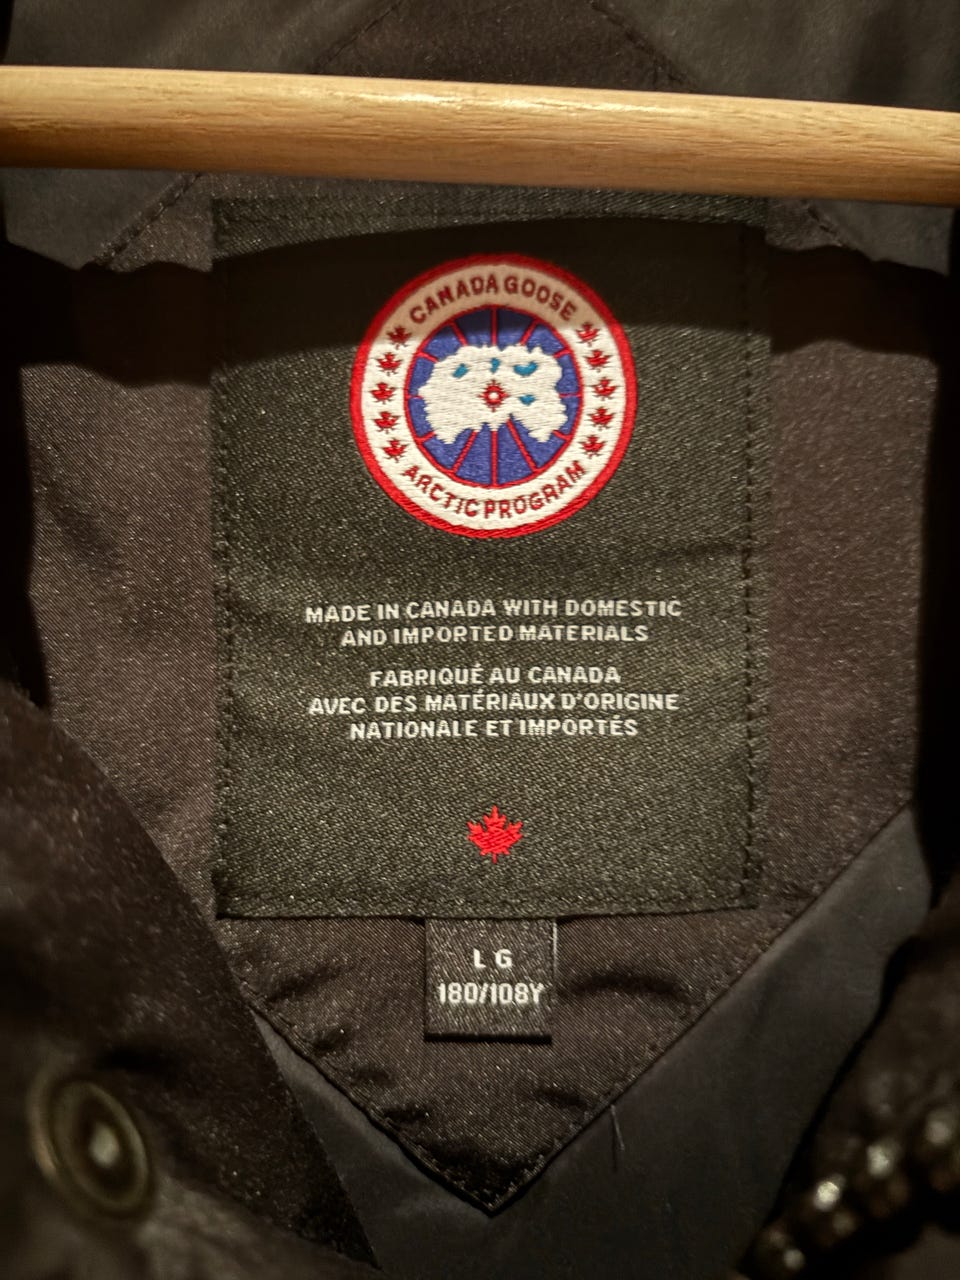 CANADA GOOSE
ARCTIC PROGRAM
MADE IN CANADA WITH DOMESTIC
AND IMPORTED MATERIALS
FABRIQUÉ AU CANADA
AVEC DES MATÉRIAUX D'ORIGINE
NATIONALE ET IMPORTÉS
LG
180/108Y